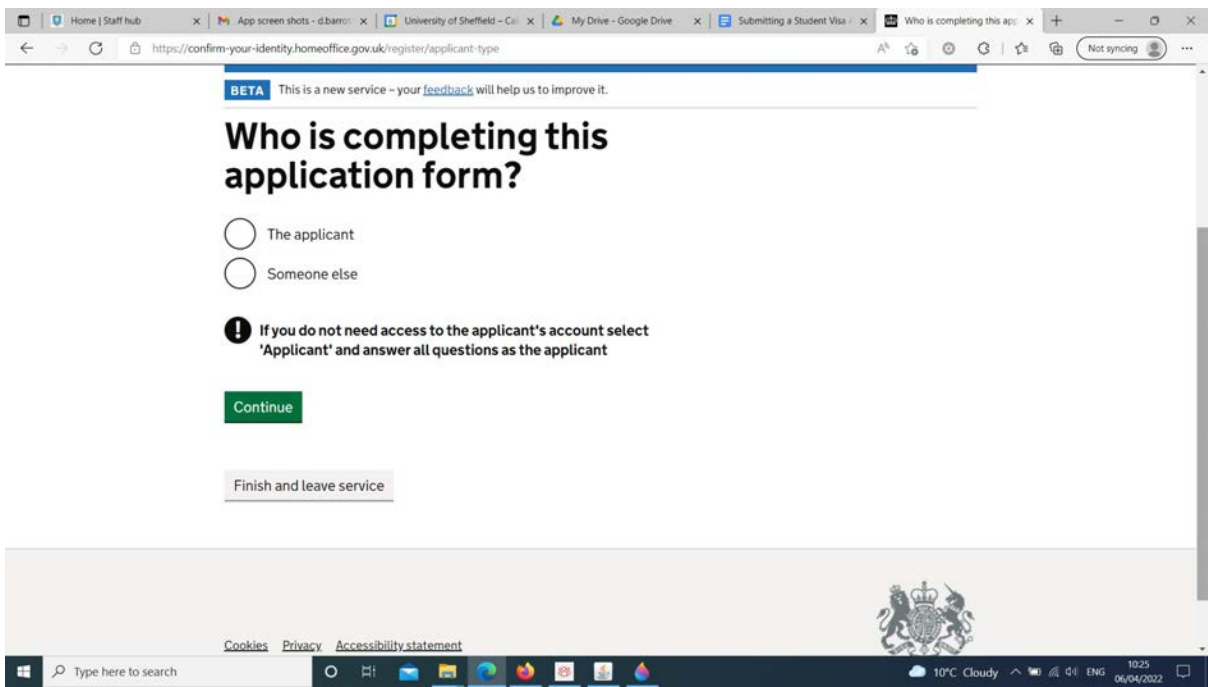 Home | Staff hub
App screen shots - d.barro
University of Sheffield – Cal
My Drive - Google Drive
Submitting a Student Visa
Who is completing this app
https://confirm-your-identity.homeoffice.gov.uk/register/applicant-type
Not syncing
BETA This is a new service – your feedback will help us to improve it.
Who is completing this
application form?
The applicant
Someone else
! If you do not need access to the applicant's account select
'Applicant' and answer all questions as the applicant
Continue
Finish and leave service
Cookies Privacy Accessibility statement
Type here to search
10°C Cloudy
ENG
10:25
06/04/2022